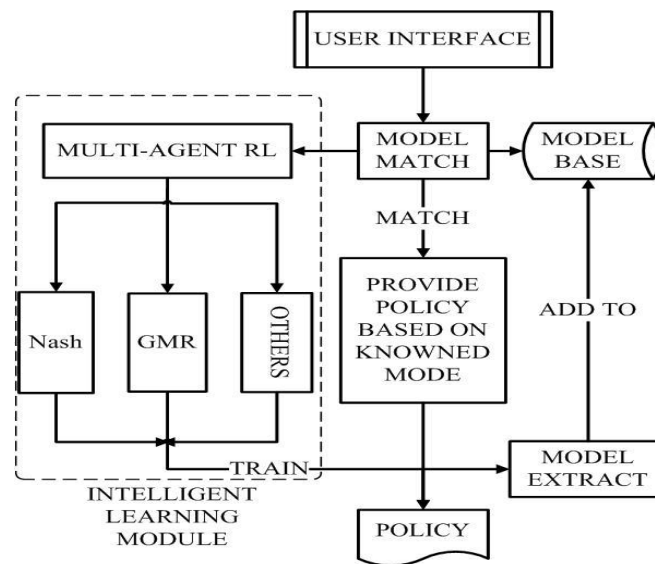 USER INTERFACE
MULTI-AGENT RL
MODEL
MATCH
MODEL
BASE
MATCH
Nash
GMR
OTHERS
PROVIDE
POLICY
BASED ON
KNOWNED
MODE
ADD TO
TRAIN
MODEL
EXTRACT
INTELLIGENT
LEARNING
MODULE
POLICY